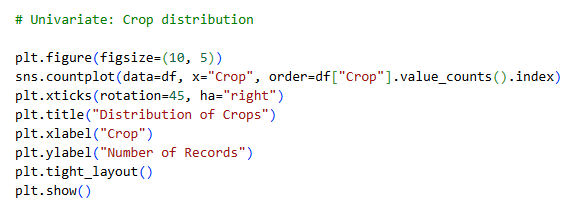 # Univariate: Crop distribution
plt.figure(figsize=(10, 5))
sns.countplot(data=df, x="Crop", order=df["Crop"].value_counts().index)
plt.xticks(rotation=45, ha="right")
plt.title("Distribution of Crops")
plt.xlabel("Crop")
plt.ylabel("Number of Records")
plt.tight_layout()
plt.show()